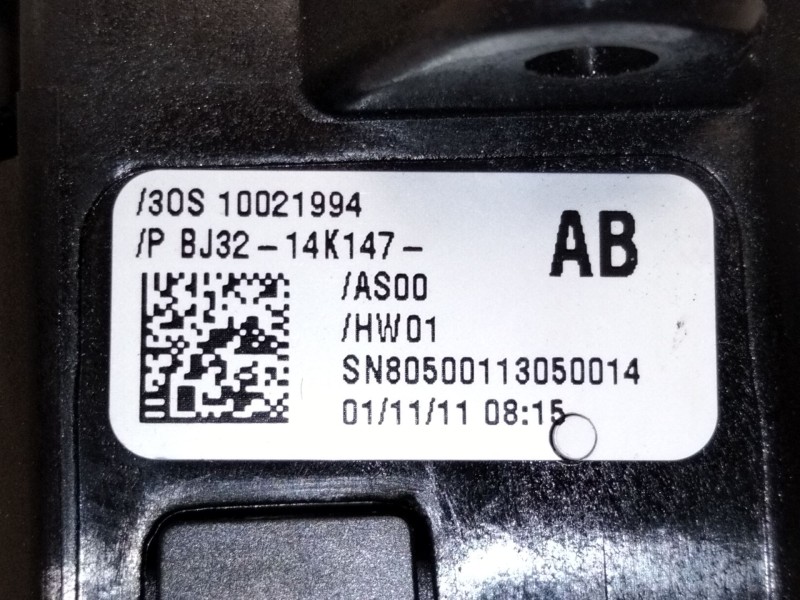 /3OS 10021994
/P BJ32-14K147-
AB
/AS00
/HW01
SN80500113050014
01/11/11 08:15